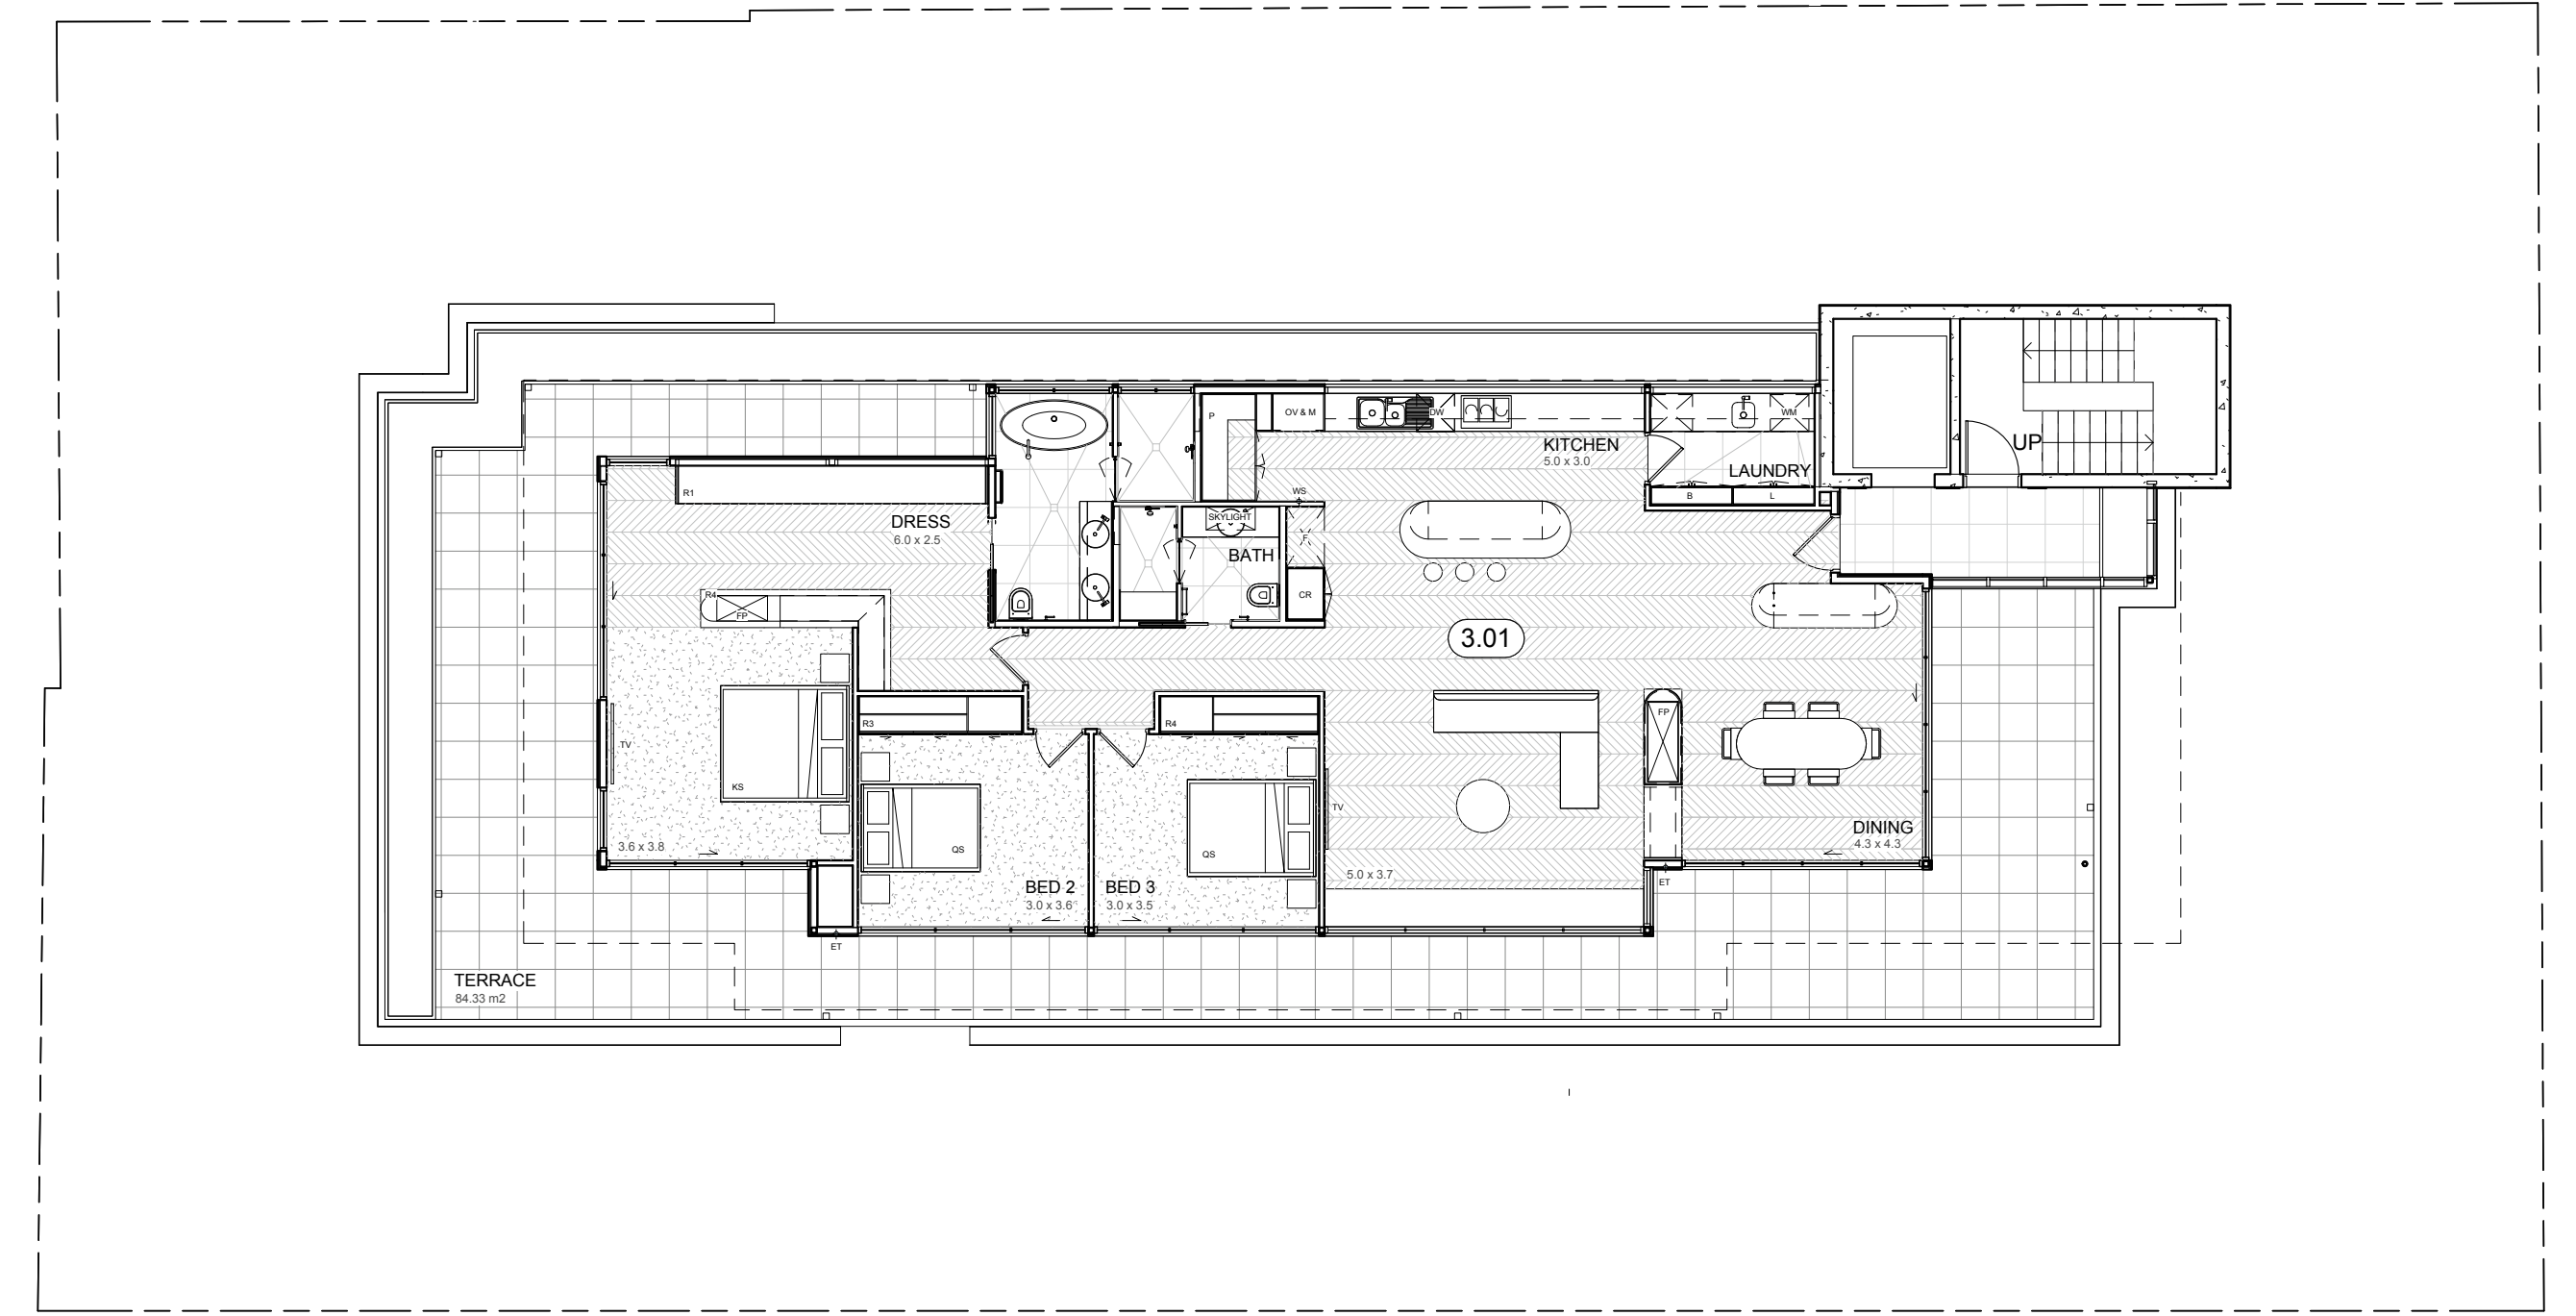 P
OV & M
DW
WM
KITCHEN
5.0 x 3.0
UP
LAUNDRY
R1
WS
B
L
DRESS
6.0 x 2.5
SKYLIGHT
F
BATH
R4
FP
CR
3.01
R3
R4
FP
TV
KS
TV
DINING
4.3 x 4.3
3.6 x 3.8
QS
QS
5.0 x 3.7
ET
BED 2
3.0 x 3.6
BED 3
3.0 x 3.5
ET
TERRACE
84.33 m2